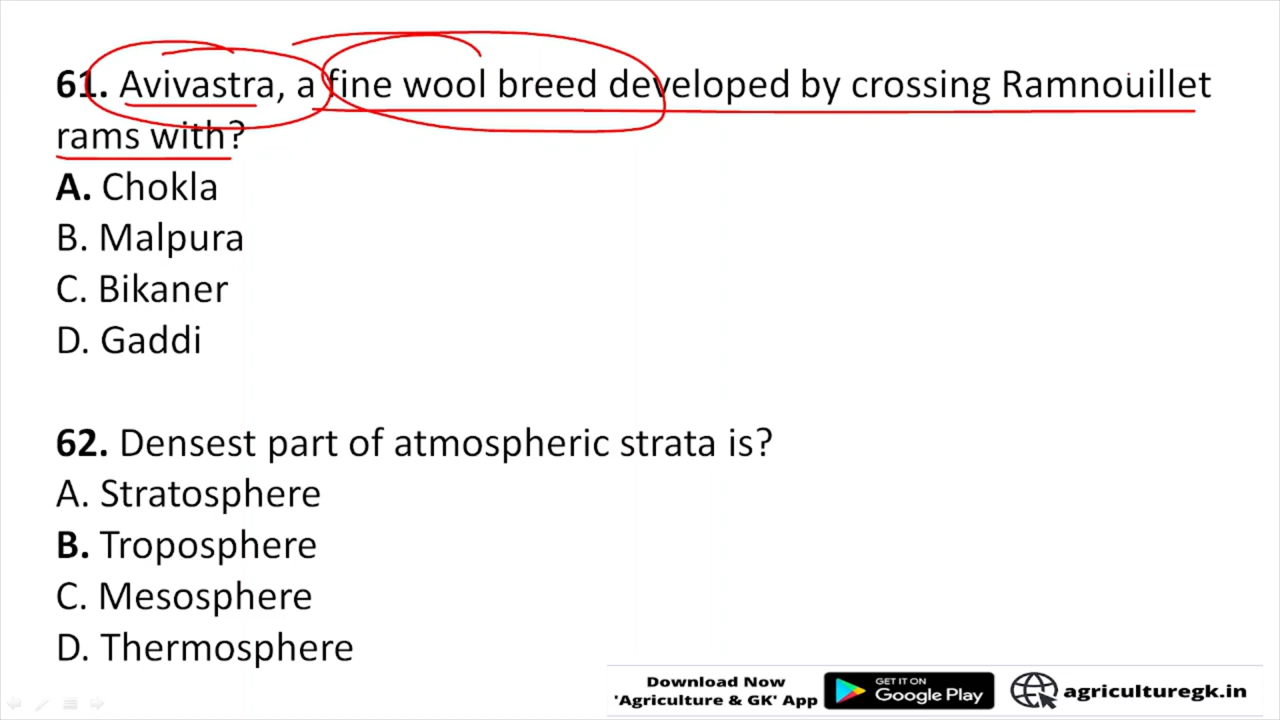 61. Avivastra, a fine wool breed developed by crossing Ramnouillet
rams with?
A. Chokla
B. Malpura
C. Bikaner
D. Gaddi
62. Densest part of atmospheric strata is?
A. Stratosphere
B. Troposphere
C. Mesosphere
D. Thermosphere
Download Now
'Agriculture & GK' App
GET IT ON
Google Play
agriculturegk.in